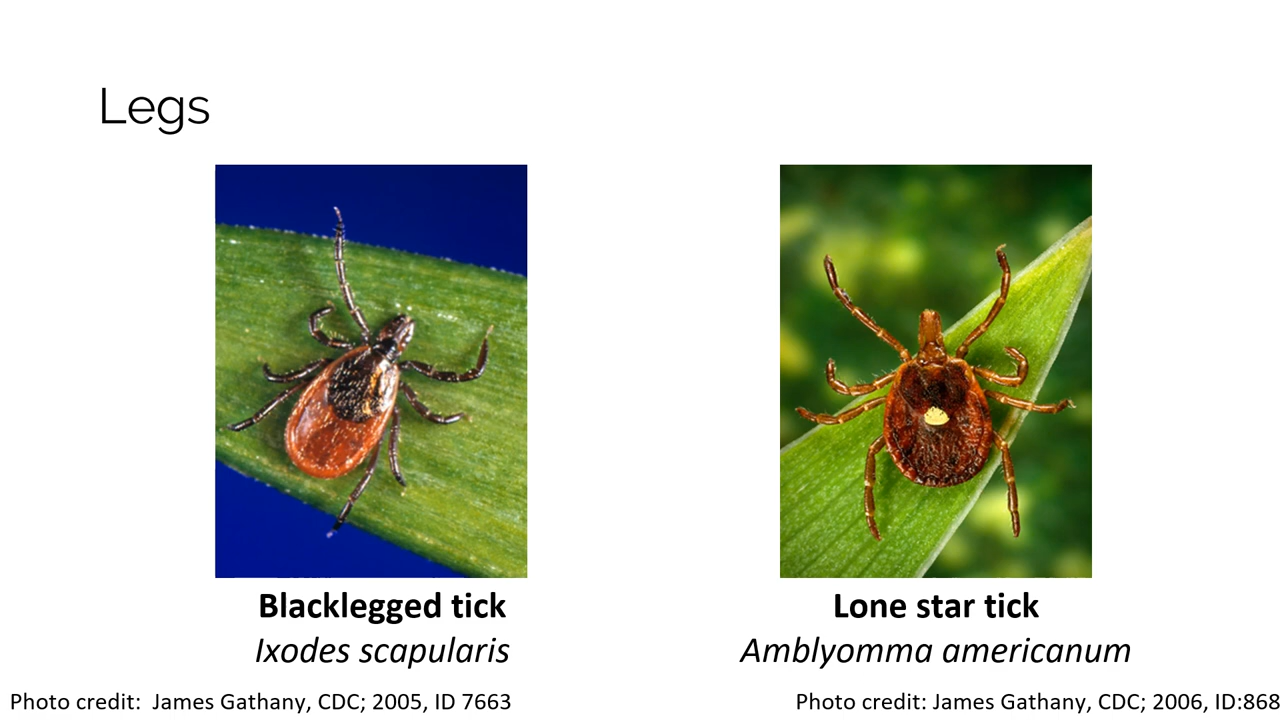 Legs
Blacklegged tick
Ixodes scapularis
Lone star tick
Amblyomma americanum
Photo credit:  James Gathany, CDC; 2005, ID 7663
Photo credit: James Gathany, CDC; 2006, ID:868